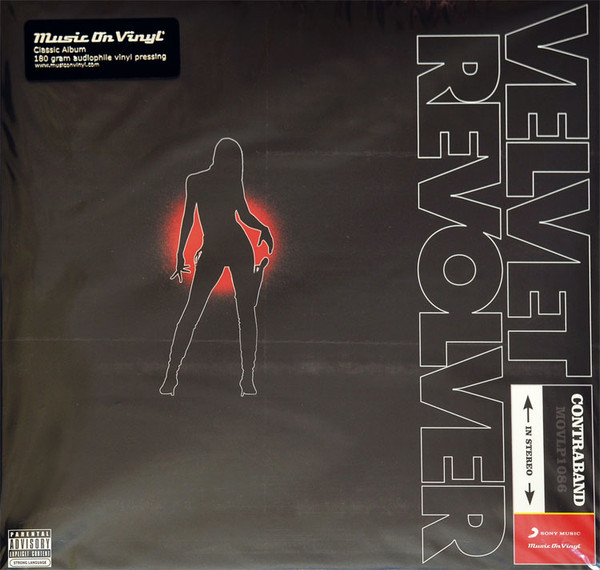 Music On Vinyl
Classic Album
180 gram audiophile vinyl pressing
www.musiconvinyl.com
VELVET
REVOLVER
CONTRABAND
MOVLP1086
IN STEREO
SONY MUSIC
Music On Vinyl
PARENTAL
ADVISORY
EXPLICIT CONTENT
STRONG LANGUAGE